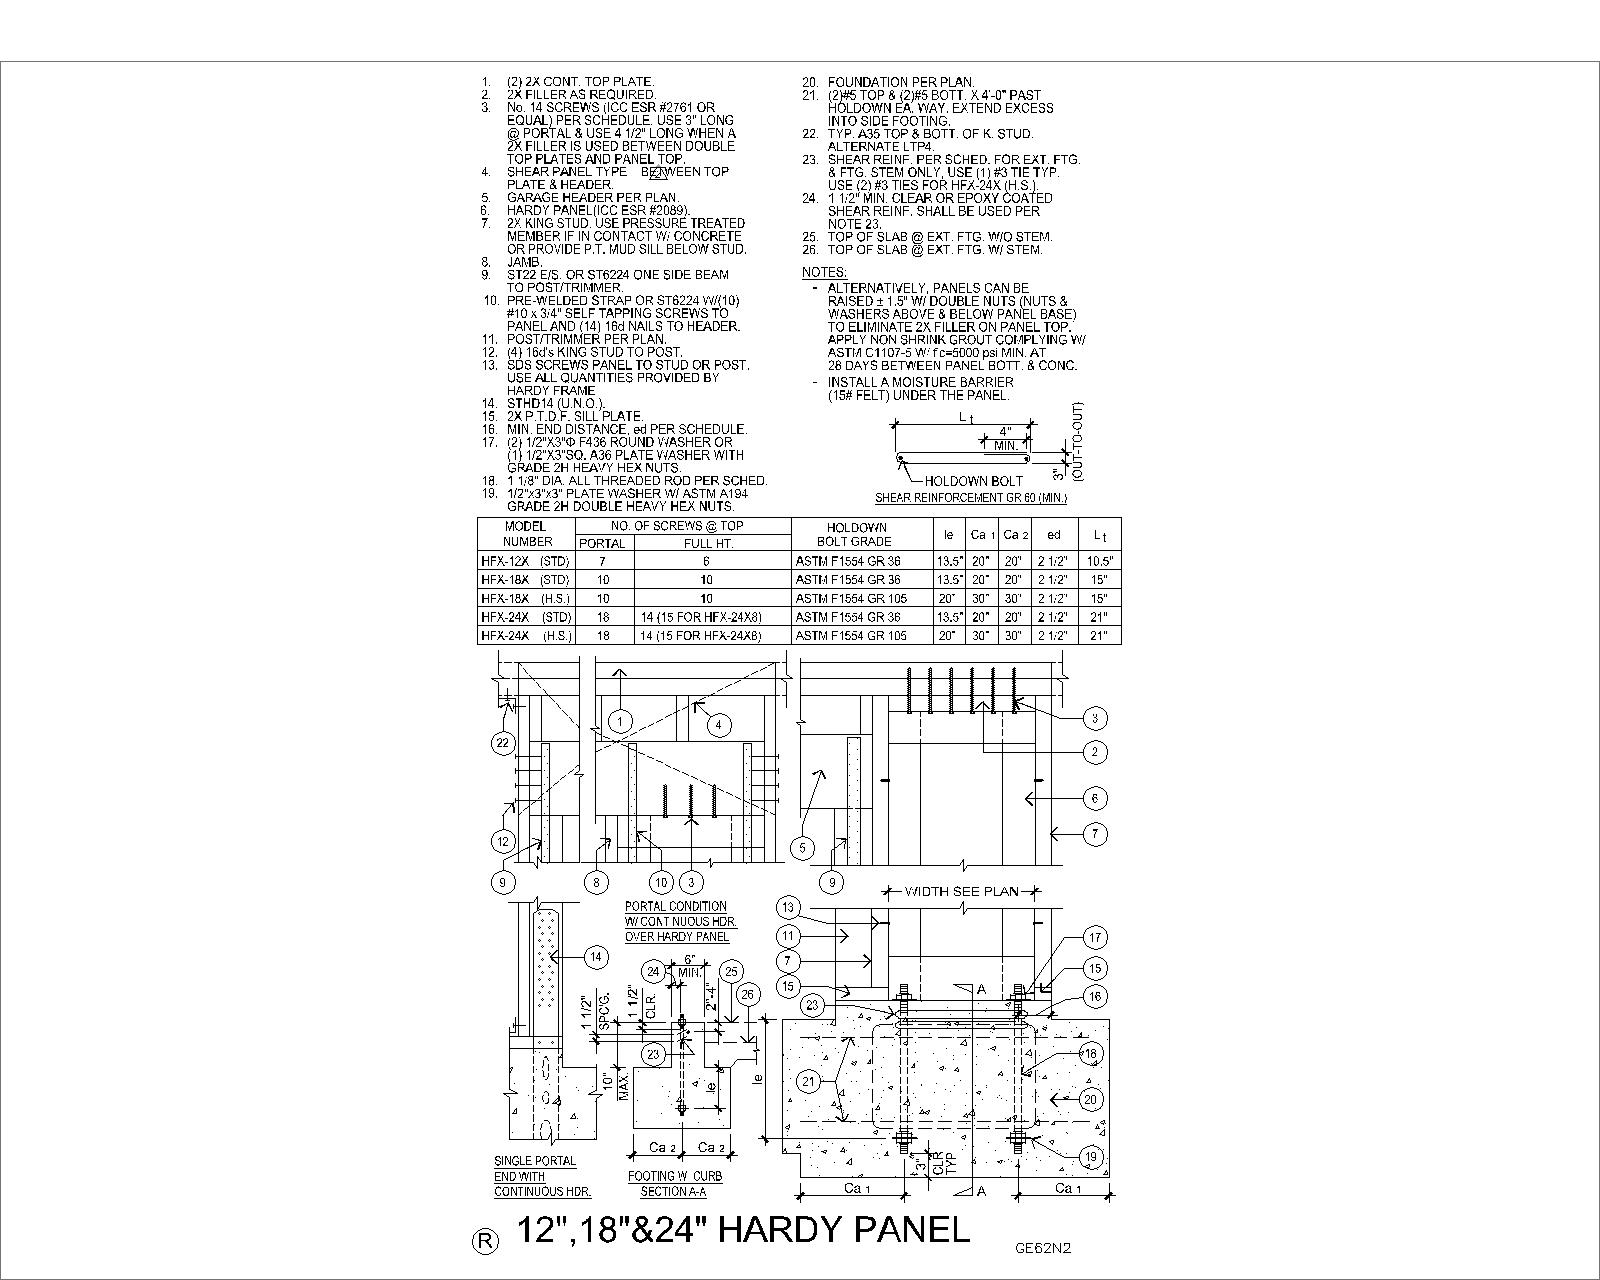 1. (2) 2X CONT. TOP PLATE.
2. 2X FILLER AS REQUIRED.
3. No. 14 SCREWS (ICC ESR #2761 OR
EQUAL) PER SCHEDULE. USE 3" LONG
@ PORTAL & USE 4 1/2" LONG WHEN A
2X FILLER IS USED BETWEEN DOUBLE
TOP PLATES AND PANEL TOP.
4. SHEAR PANEL TYPE BETWEEN TOP
PLATE & HEADER.
5. GARAGE HEADER PER PLAN.
6. HARDY PANEL(ICC ESR #2089).
7. 2X KING STUD. USE PRESSURE TREATED
MEMBER IF IN CONTACT W/ CONCRETE
OR PROVIDE P.T. MUD SILL BELOW STUD.
8. JAMB.
9. ST22 E/S. OR ST6224 ONE SIDE BEAM
TO POST/TRIMMER.
10. PRE-WELDED STRAP OR ST6224 W/(10)
#10 x 3/4" SELF TAPPING SCREWS TO
PANEL AND (14) 16d NAILS TO HEADER.
11. POST/TRIMMER PER PLAN.
12. (4) 16d's KING STUD TO POST.
13. SDS SCREWS PANEL TO STUD OR POST.
USE ALL QUANTITIES PROVIDED BY
HARDY FRAME
14. STHD14 (U.N.O.).
15. 2X P.T.D.F. SILL PLATE.
16. MIN. END DISTANCE, ed PER SCHEDULE.
17. (2) 1/2"X3"Φ F436 ROUND WASHER OR
(1) 1/2"X3"SQ. A36 PLATE WASHER WITH
GRADE 2H HEAVY HEX NUTS.
18. 1 1/8" DIA. ALL THREADED ROD PER SCHED.
19. 1/2"x3"x3" PLATE WASHER W/ ASTM A194
GRADE 2H DOUBLE HEAVY HEX NUTS.
20. FOUNDATION PER PLAN.
21. (2)#5 TOP & (2)#5 BOTT. X 4'-0" PAST
HOLDOWN EA. WAY. EXTEND EXCESS
INTO SIDE FOOTING.
22. TYP. A35 TOP & BOTT. OF K. STUD.
ALTERNATE LTP4.
23. SHEAR REINF. PER SCHED. FOR EXT. FTG.
& FTG. STEM ONLY, USE (1) #3 TIE TYP.
USE (2) #3 TIES FOR HFX-24X (H.S.).
24. 1 1/2" MIN. CLEAR OR EPOXY COATED
SHEAR REINF. SHALL BE USED PER
NOTE 23.
25. TOP OF SLAB @ EXT. FTG. W/O STEM.
26. TOP OF SLAB @ EXT. FTG. W/ STEM.
NOTES:
- ALTERNATIVELY, PANELS CAN BE
RAISED ± 1.5" W/ DOUBLE NUTS (NUTS &
WASHERS ABOVE & BELOW PANEL BASE)
TO ELIMINATE 2X FILLER ON PANEL TOP.
APPLY NON SHRINK GROUT COMPLYING W/
ASTM C1107-5 W/ f'c=5000 psi MIN. AT
28 DAYS BETWEEN PANEL BOTT. & CONC.
- INSTALL A MOISTURE BARRIER
(15# FELT) UNDER THE PANEL.
Lt
4"
MIN.
3"
(OUT-TO-OUT)
HOLDOWN BOLT
SHEAR REINFORCEMENT GR 60 (MIN.)
MODEL NUMBER NO. OF SCREWS @ TOP HOLDOWN BOLT GRADE le Ca 1 Ca 2 ed Lt
PORTAL FULL HT.
HFX-12X (STD) 7 6 ASTM F1554 GR 36 13.5" 20" 20" 2 1/2" 10.5"
HFX-18X (STD) 10 10 ASTM F1554 GR 36 13.5" 20" 20" 2 1/2" 15"
HFX-18X (H.S.) 10 10 ASTM F1554 GR 105 20" 30" 30" 2 1/2" 15"
HFX-24X (STD) 18 14 (15 FOR HFX-24X8) ASTM F1554 GR 36 13.5" 20" 20" 2 1/2" 21"
HFX-24X (H.S.) 18 14 (15 FOR HFX-24X8) ASTM F1554 GR 105 20" 30" 30" 2 1/2" 21"
1
4
22
3
2
6
7
12
5
9
8
10
3
9
WIDTH SEE PLAN
PORTAL CONDITION
W/ CONT NUOUS HDR.
OVER HARDY PANEL
14
13
11
7
15
23
17
15
16
18
20
19
21
6"
MIN.
24
25
26
1 1/2"
SPC'G.
1 1/2"
CLR.
2"-4"
23
10"
MAX.
le
le
Ca 2
Ca 2
A
3"
CLR
TYP
A
Ca 1
Ca 1
SINGLE PORTAL
END WITH
CONTINUOUS HDR.
FOOTING W CURB
SECTION A-A
R
12",18"&24" HARDY PANEL
GE62N2